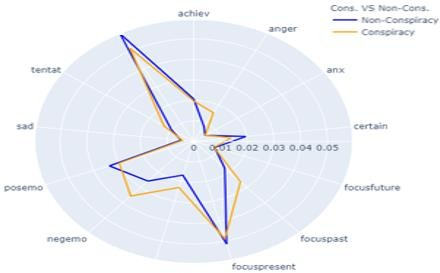 Cons. VS Non-Cons.
Non-Conspiracy
Conspiracy
achiev
anger
anx
certain
focusfuture
focuspast
focuspresent
negemo
posemo
sad
tentat
0 0.01 0.02 0.03 0.04 0.05